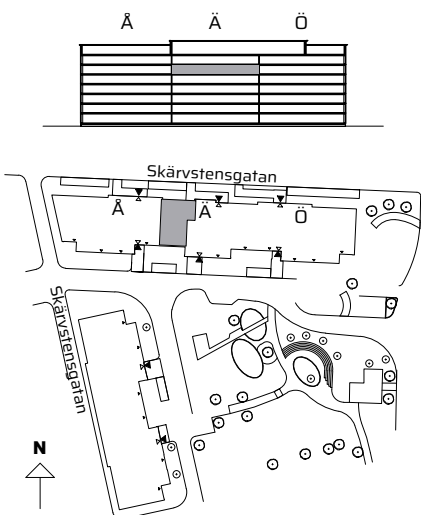 Å Ä Ö
Skärvstensgatan
Å Ä Ö
Skärvstensgatan
N